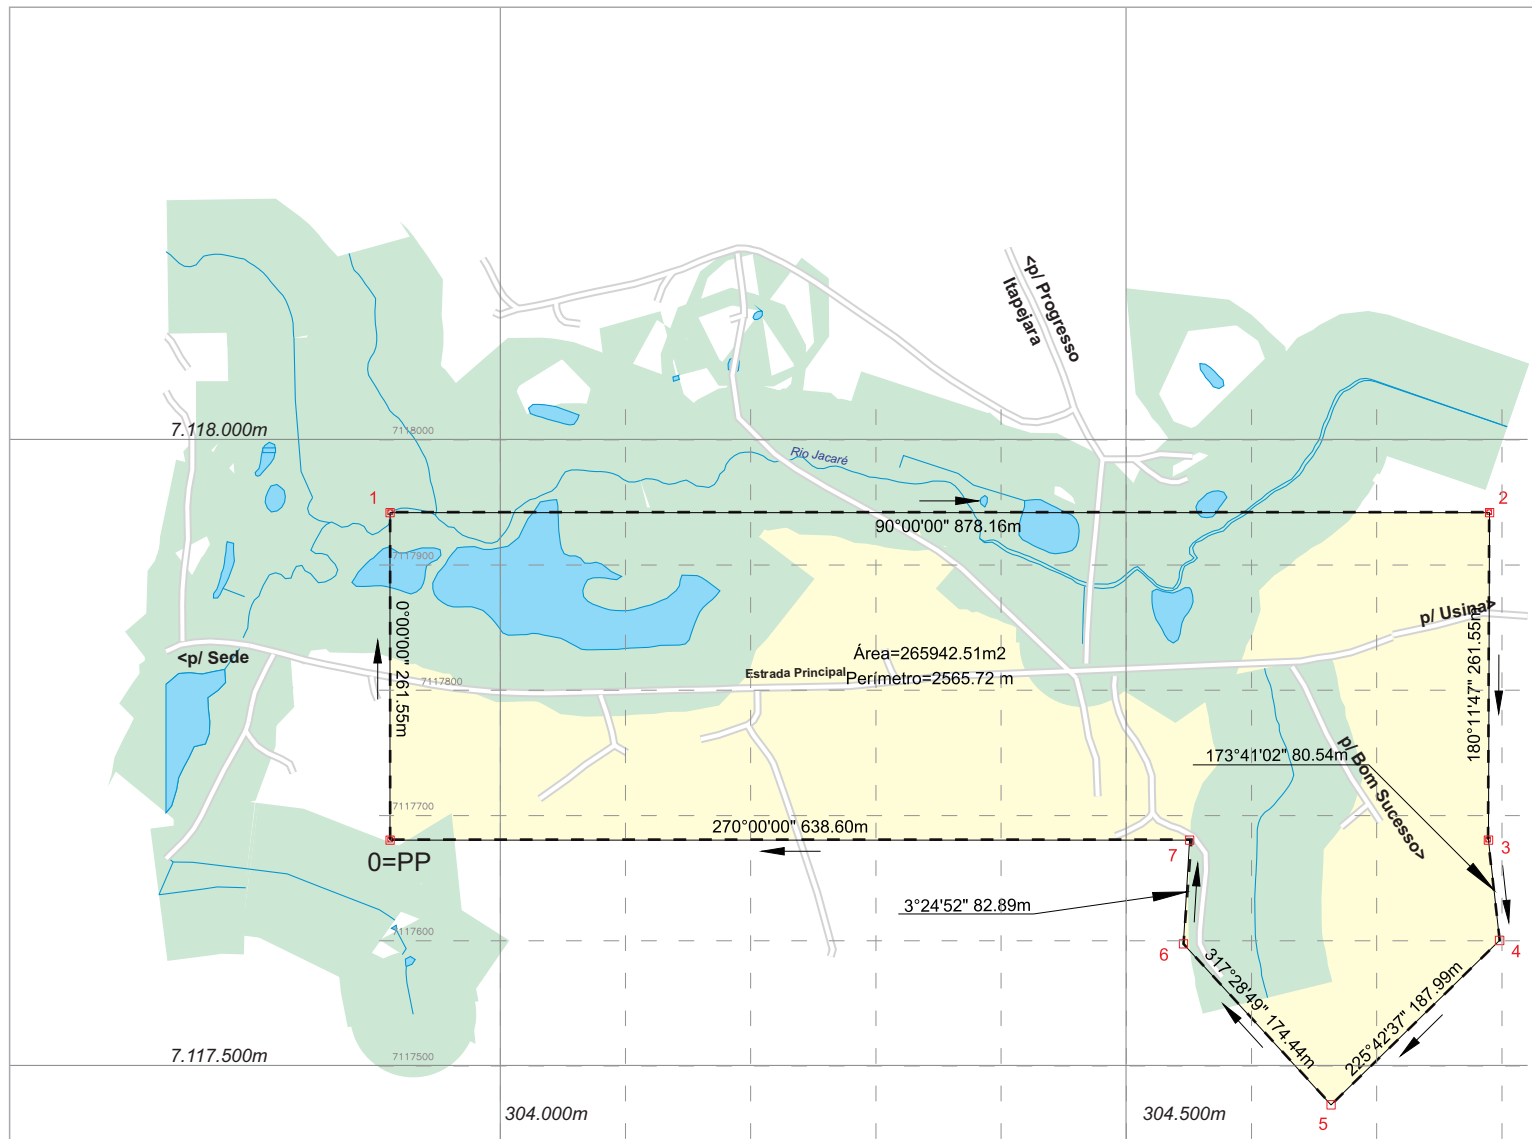 <p/ Progresso
Itapejara
7.118.000m
7118000
Rio Jacaré
1
2
90°00'00" 878.16m
7117900
0°00'00" 261.55m
p/ Usina>
180°11'47" 261.55m
<p/ Sede
Área=265942.51m2
Estrada Principal
Perímetro=2565.72 m
7117800
173°41'02" 80.54m
p/ Bom Sucesso>
7117700
270°00'00" 638.60m
0=PP
7
3
3°24'52" 82.89m
7117600
6
4
317°28'49" 174.44m
225°42'37" 187.99m
7.117.500m
7117500
304.000m
304.500m
5